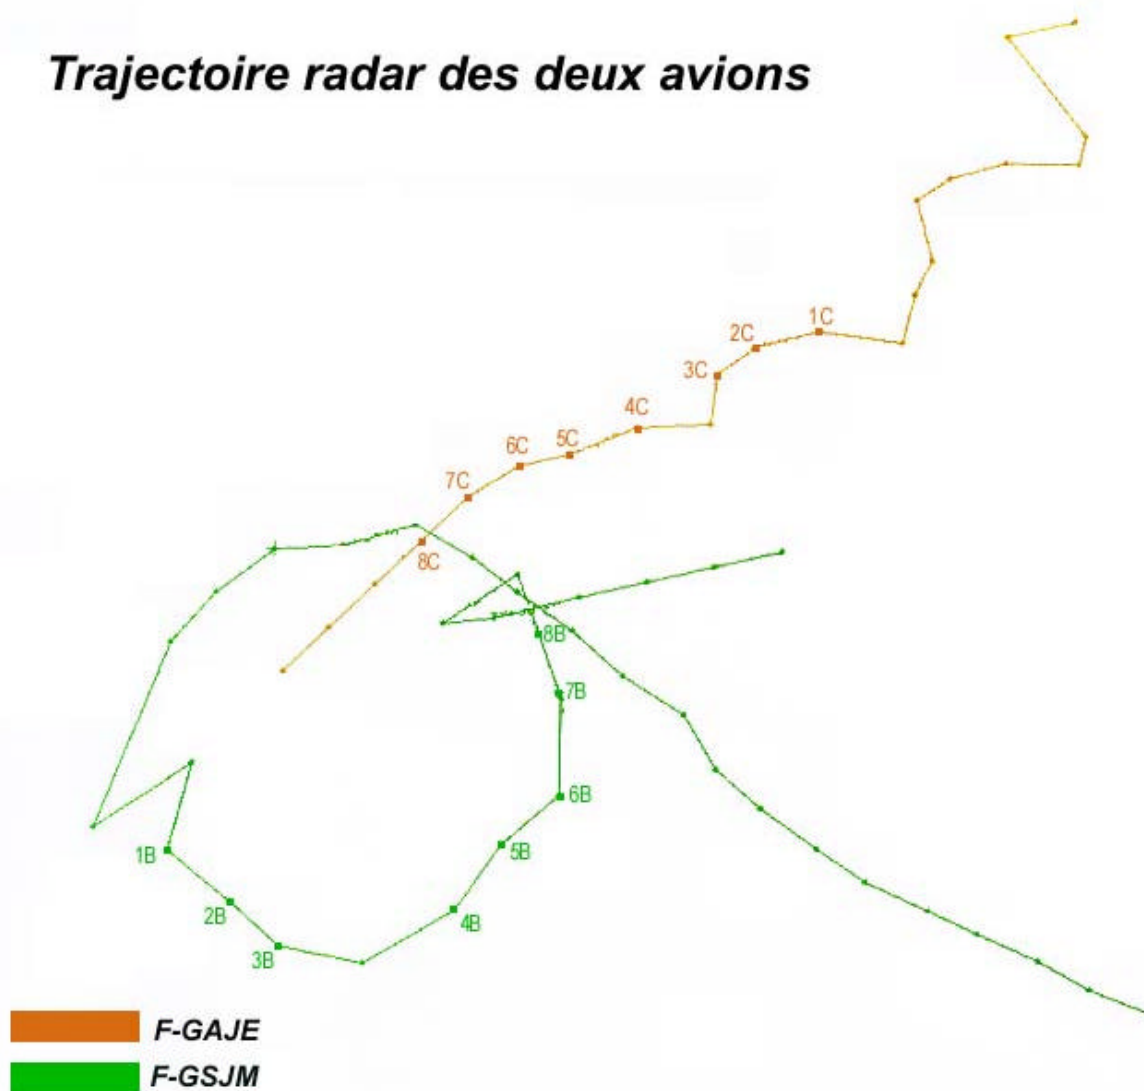 Trajectoire radar des deux avions
1C
2C
3C
4C
5C
6C
7C
8C
8B
7B
6B
5B
1B
2B
4B
3B
F-GAJE
F-GSJM